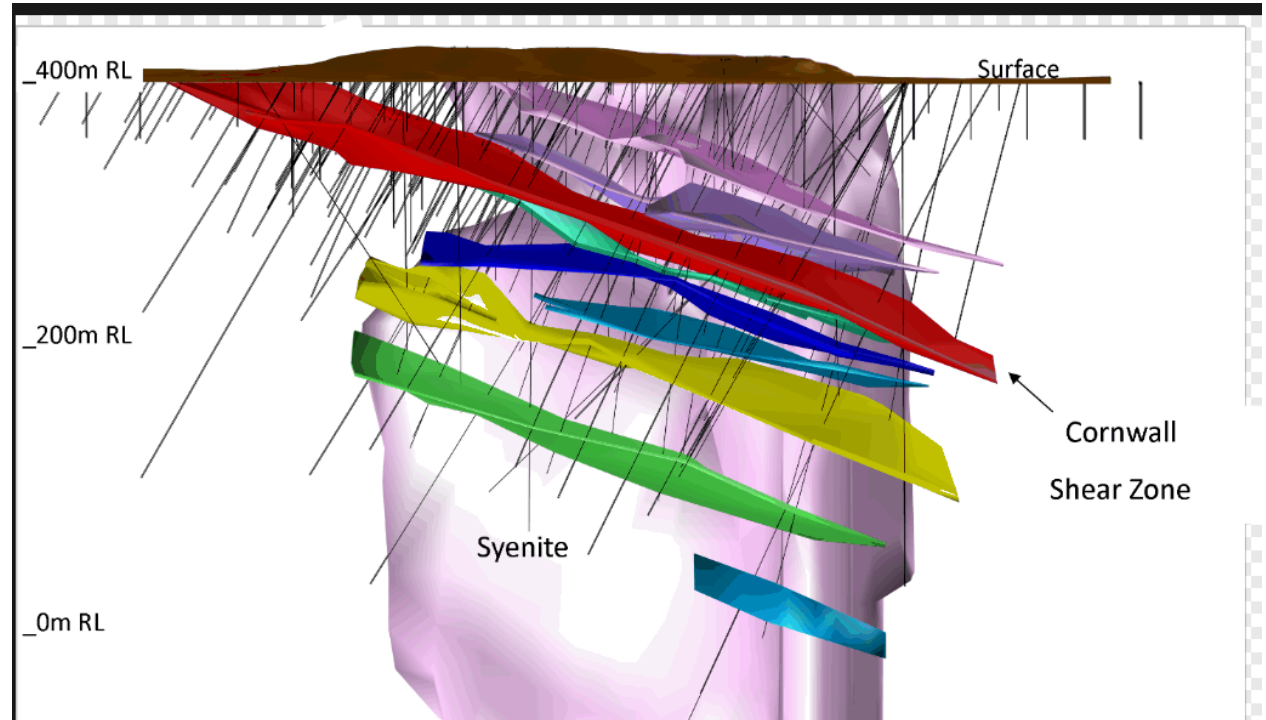 _400m RL
Surface
_200m RL
Cornwall
Shear Zone
Syenite
_0m RL